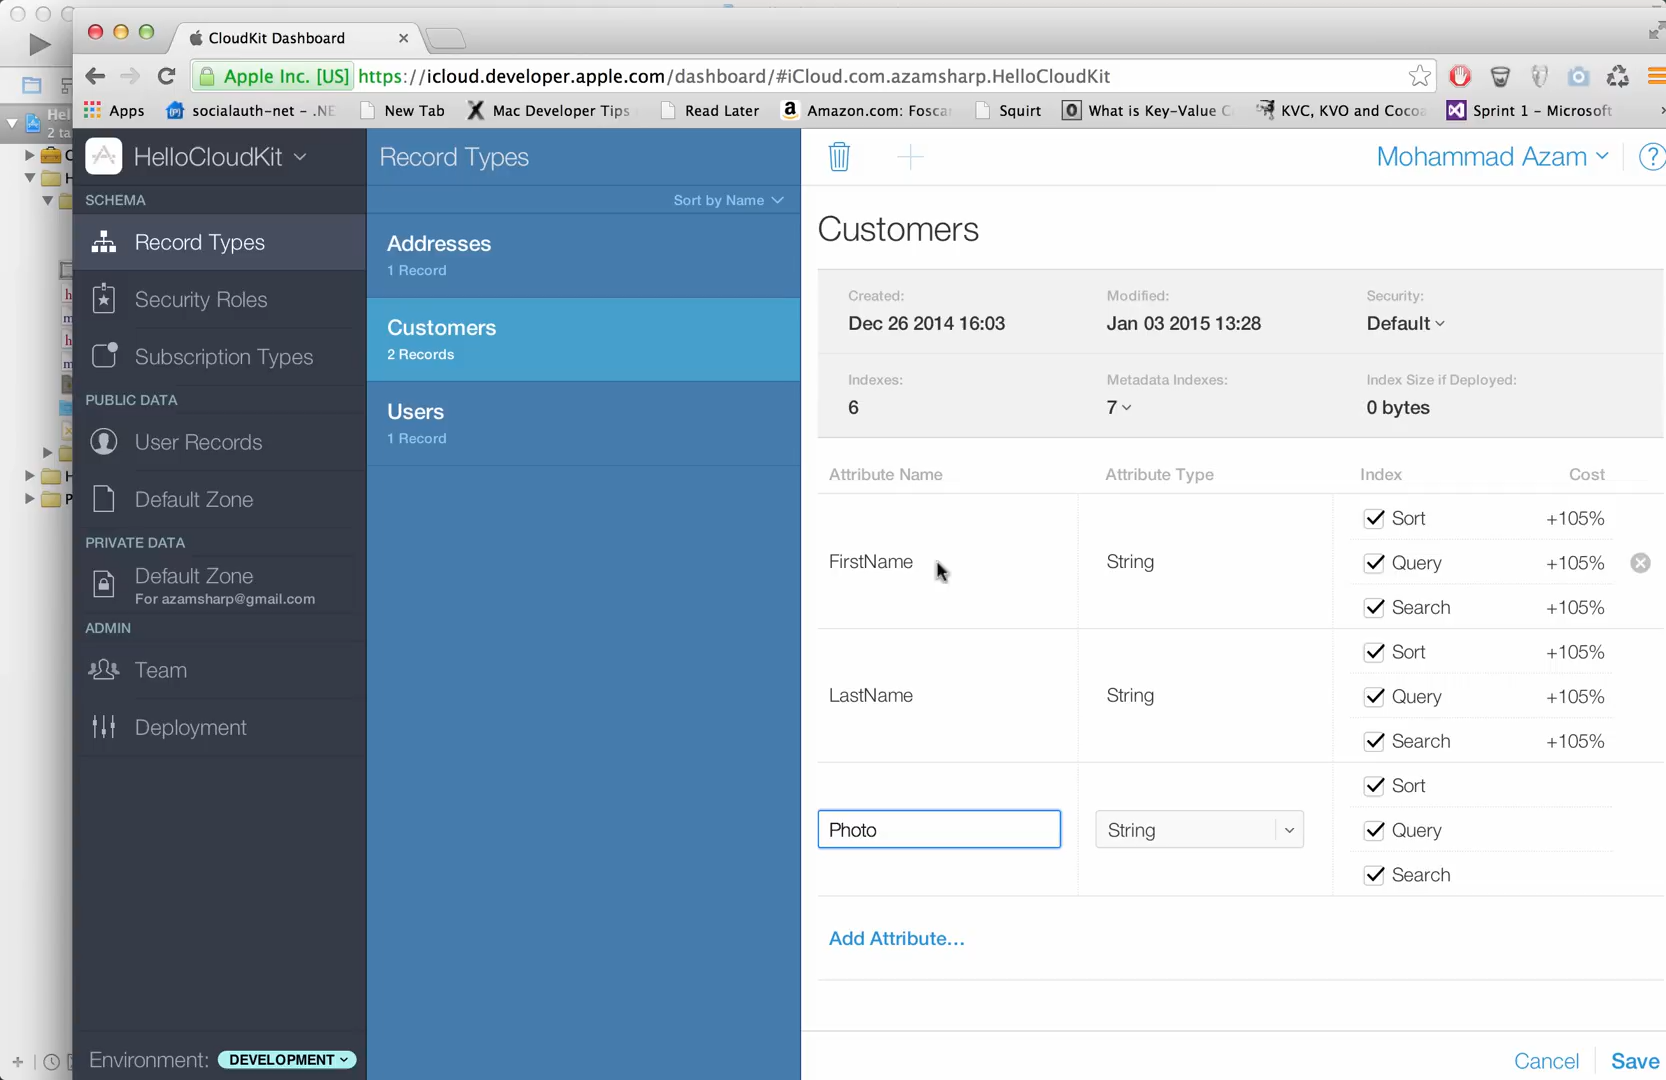 CloudKit Dashboard
Apple Inc. [US] https://icloud.developer.apple.com/dashboard/#iCloud.com.azamsharp.HelloCloudKit
Apps socialauth-net - .NE New Tab Mac Developer Tips Read Later Amazon.com: Foscar Squirt What is Key-Value C KVC, KVO and Cocoa Sprint 1 - Microsoft
Hel
2 ta
HelloCloudKit
Record Types
Mohammad Azam
?
SCHEMA
Sort by Name
Record Types
Security Roles
Subscription Types
PUBLIC DATA
User Records
Default Zone
PRIVATE DATA
Default Zone
For azamsharp@gmail.com
ADMIN
Team
Deployment
Environment: DEVELOPMENT
Addresses
1 Record
Customers
2 Records
Users
1 Record
Customers
Created: Modified: Security:
Dec 26 2014 16:03 Jan 03 2015 13:28 Default
Indexes: Metadata Indexes: Index Size if Deployed:
6 7 0 bytes
Attribute Name Attribute Type Index Cost
Sort +105%
FirstName String Query +105%
Search +105%
Sort +105%
LastName String Query +105%
Search +105%
Sort
Photo String Query
Search
Add Attribute...
Cancel Save